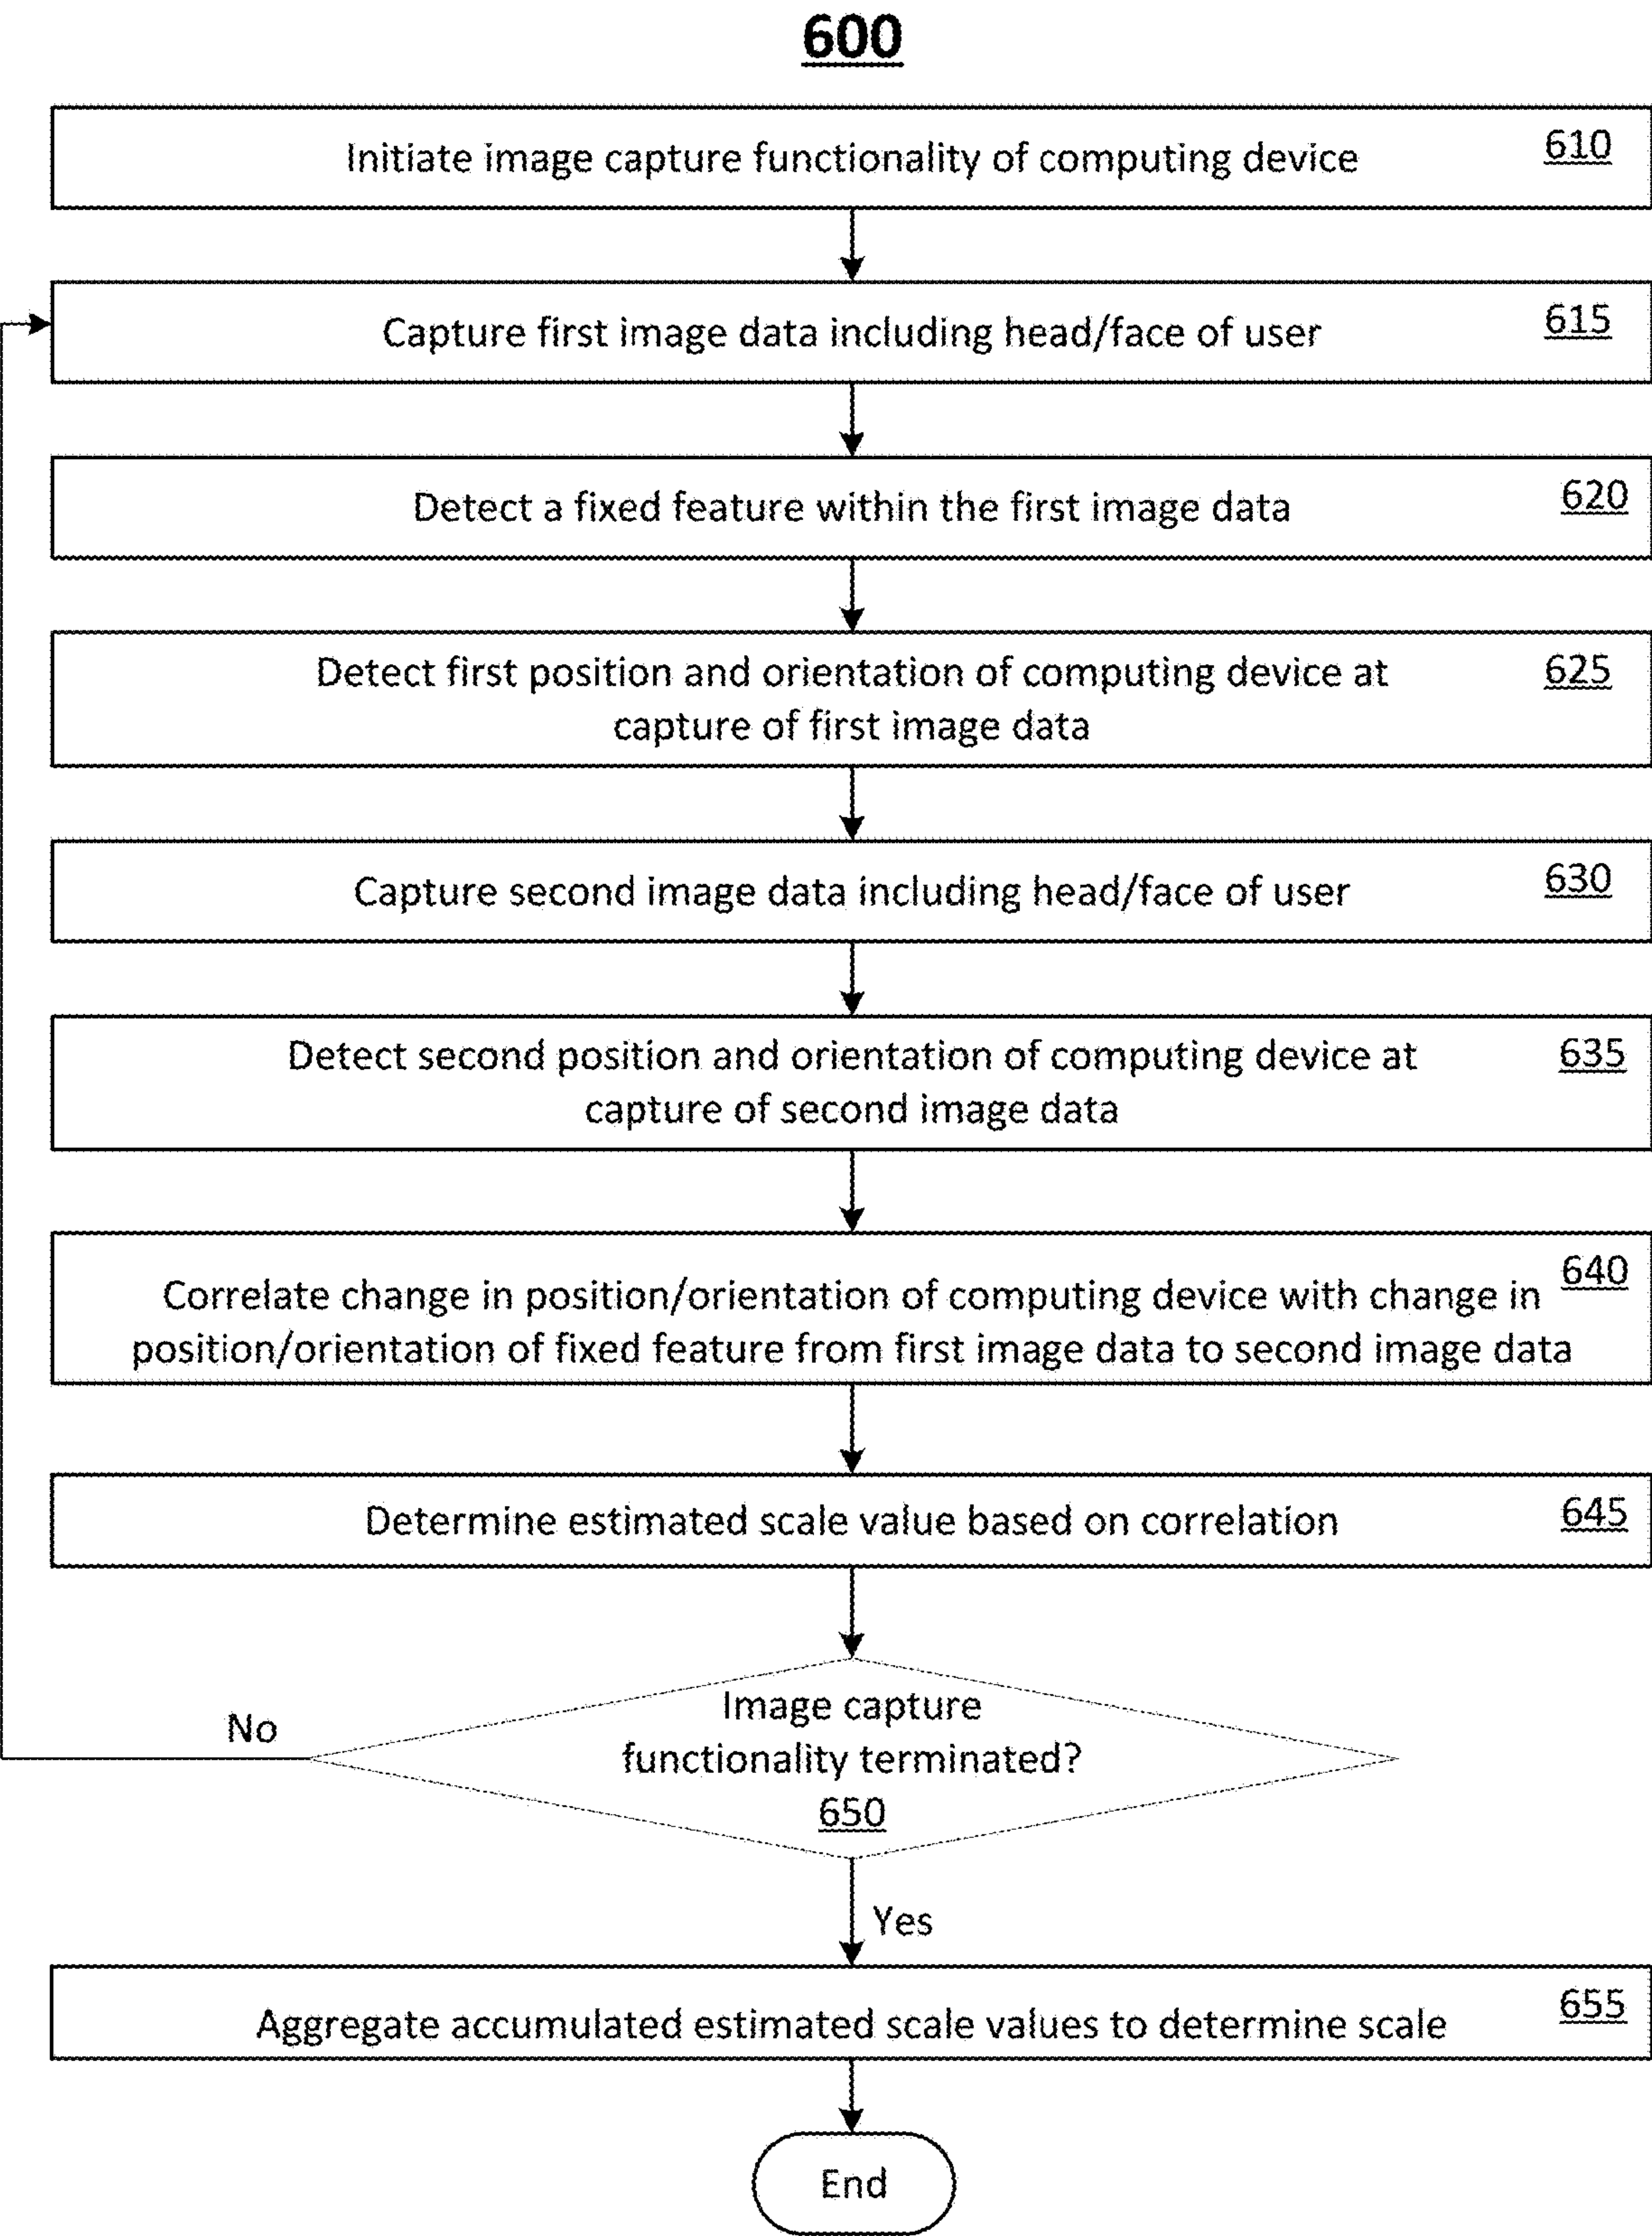 600
Initiate image capture functionality of computing device 610
Capture first image data including head/face of user 615
Detect a fixed feature within the first image data 620
Detect first position and orientation of computing device at 625
capture of first image data
Capture second image data including head/face of user 630
Detect second position and orientation of computing device at 635
capture of second image data
640
Correlate change in position/orientation of computing device with change in
position/orientation of fixed feature from first image data to second image data
Determine estimated scale value based on correlation 645
Image capture
No
functionality terminated?
650
Yes
Aggregate accumulated estimated scale values to determine scale 655
End